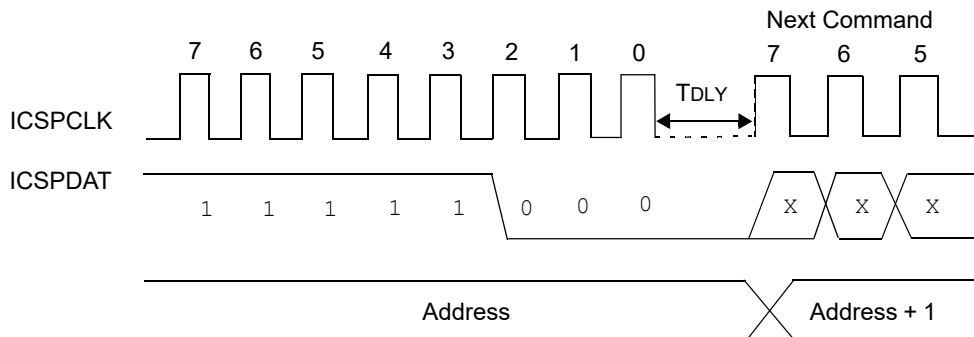 Next Command
7 6 5 4 3 2 1 0 7 6 5
TDLY
ICSPCLK
ICSPDAT
1 1 1 1 1 0 0 0 X X X
Address Address + 1